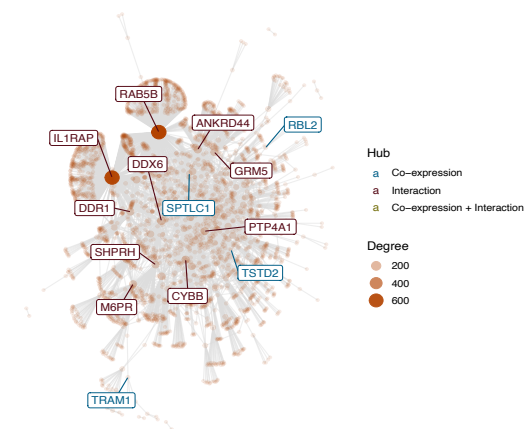 RAB5B
ANKRD44
RBL2
IL1RAP
DDX6
GRM5
DDR1
SPTLC1
PTP4A1
SHPRH
TSTD2
M6PR
CYBB
TRAM1
Hub
a Co−expression
a Interaction
a Co−expression + Interaction
Degree
200
400
600